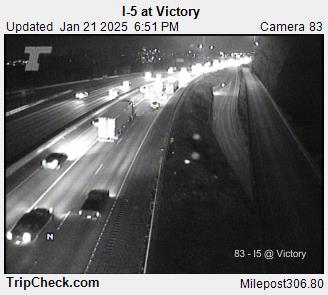 I-5 at Victory
Updated Jan 21 2025 6:51 PM Camera 83
N
83 - I5 @ Victory
TripCheck.com Milepost306.80